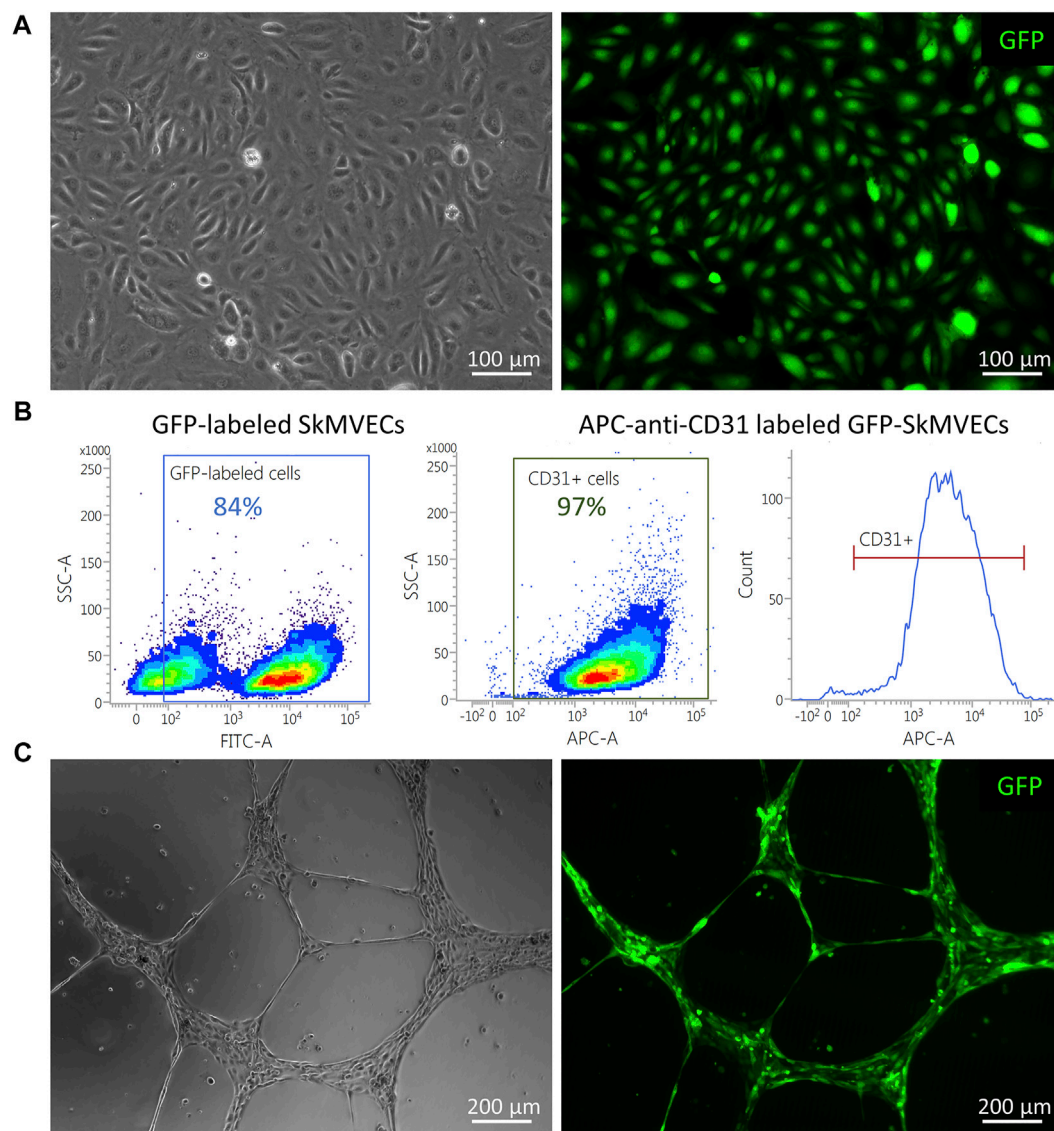 A
GFP
100 µm
100 µm
B
GFP-labeled SkMVECs
APC-anti-CD31 labeled GFP-SkMVECs
x1000
250
200
150
100
50
0
SSC-A
GFP-labeled cells
84%
0 10² 10³ 10⁴ 10⁵
FITC-A
x1000
250
200
150
100
50
0
SSC-A
CD31+ cells
97%
-10² 0 10² 10³ 10⁴ 10⁵
APC-A
100
50
0
Count
CD31+
-10² 0 10² 10³ 10⁴ 10⁵
APC-A
C
GFP
200 µm
200 µm